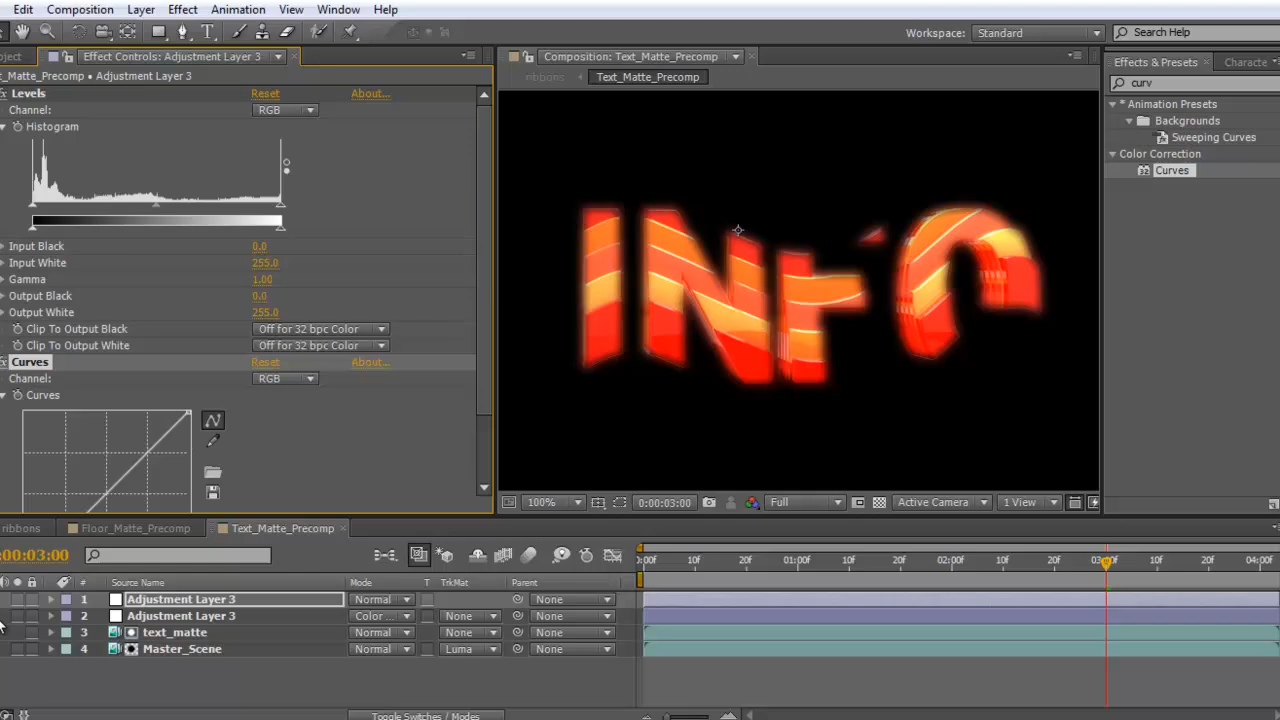 Edit Composition Layer Effect Animation View Window Help
Workspace: Standard Search Help
oject Effect Controls: Adjustment Layer 3
Composition: Text_Matte_Precomp
Effects & Presets Characte
t_Matte_Precomp • Adjustment Layer 3
ribbons Text_Matte_Precomp
curv
Levels Reset About...
Channel: RGB
Histogram
* Animation Presets
Backgrounds
Sweeping Curves
Color Correction
32 Curves
Input Black 0.0
Input White 255.0
Gamma 1.00
Output Black 0.0
Output White 255.0
Clip To Output Black Off for 32 bpc Color
Clip To Output White Off for 32 bpc Color
Curves Reset About...
Channel: RGB
Curves
100% 0:00:03:00 Full Active Camera 1 View
ribbons Floor_Matte_Precomp Text_Matte_Precomp
:00:03:00
0:00f 10f 20f 01:00f 10f 20f 02:00f 10f 20f 03:00f 10f 20f 04:00f
# Source Name Mode T TrkMat Parent
1 Adjustment Layer 3 Normal None
2 Adjustment Layer 3 Color ... None None
3 text_matte Normal None None
4 Master_Scene Normal Luma None
Toggle Switches / Modes